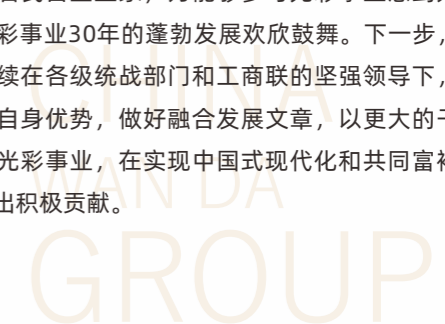 彩事业30年的蓬勃发展欢欣鼓舞。下一步，
续在各级统战部门和工商联的坚强领导下，
自身优势，做好融合发展文章，以更大的
光彩事业，在实现中国式现代化和共同富裕
出积极贡献。
CHINA
WANDA
GROUP